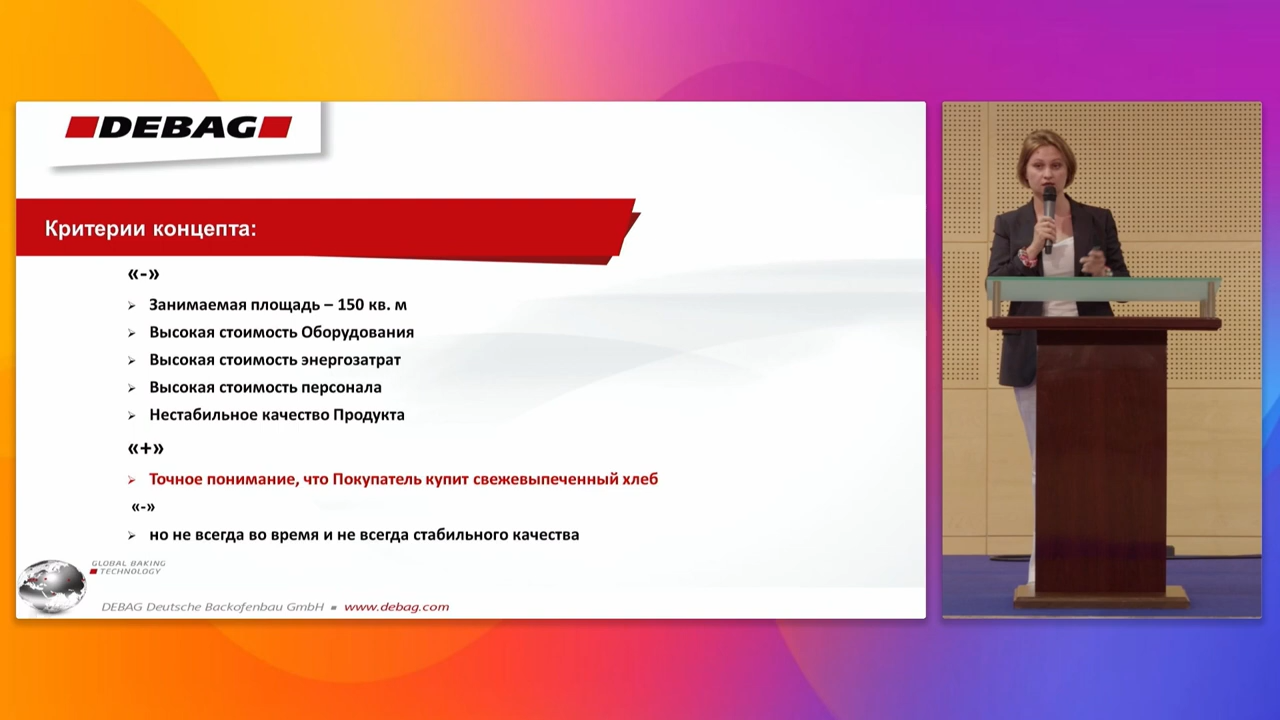 DEBAG
Критерии концепта:
«-»
Занимаемая площадь – 150 кв. м
Высокая стоимость Оборудования
Высокая стоимость энергозатрат
Высокая стоимость персонала
Нестабильное качество Продукта
«+»
Точное понимание, что Покупатель купит свежевыпеченный хлеб
«-»
но не всегда во время и не всегда стабильного качества
GLOBAL BAKING
TECHNOLOGY
DEBAG Deutsche Backofenbau GmbH ▪ www.debag.com